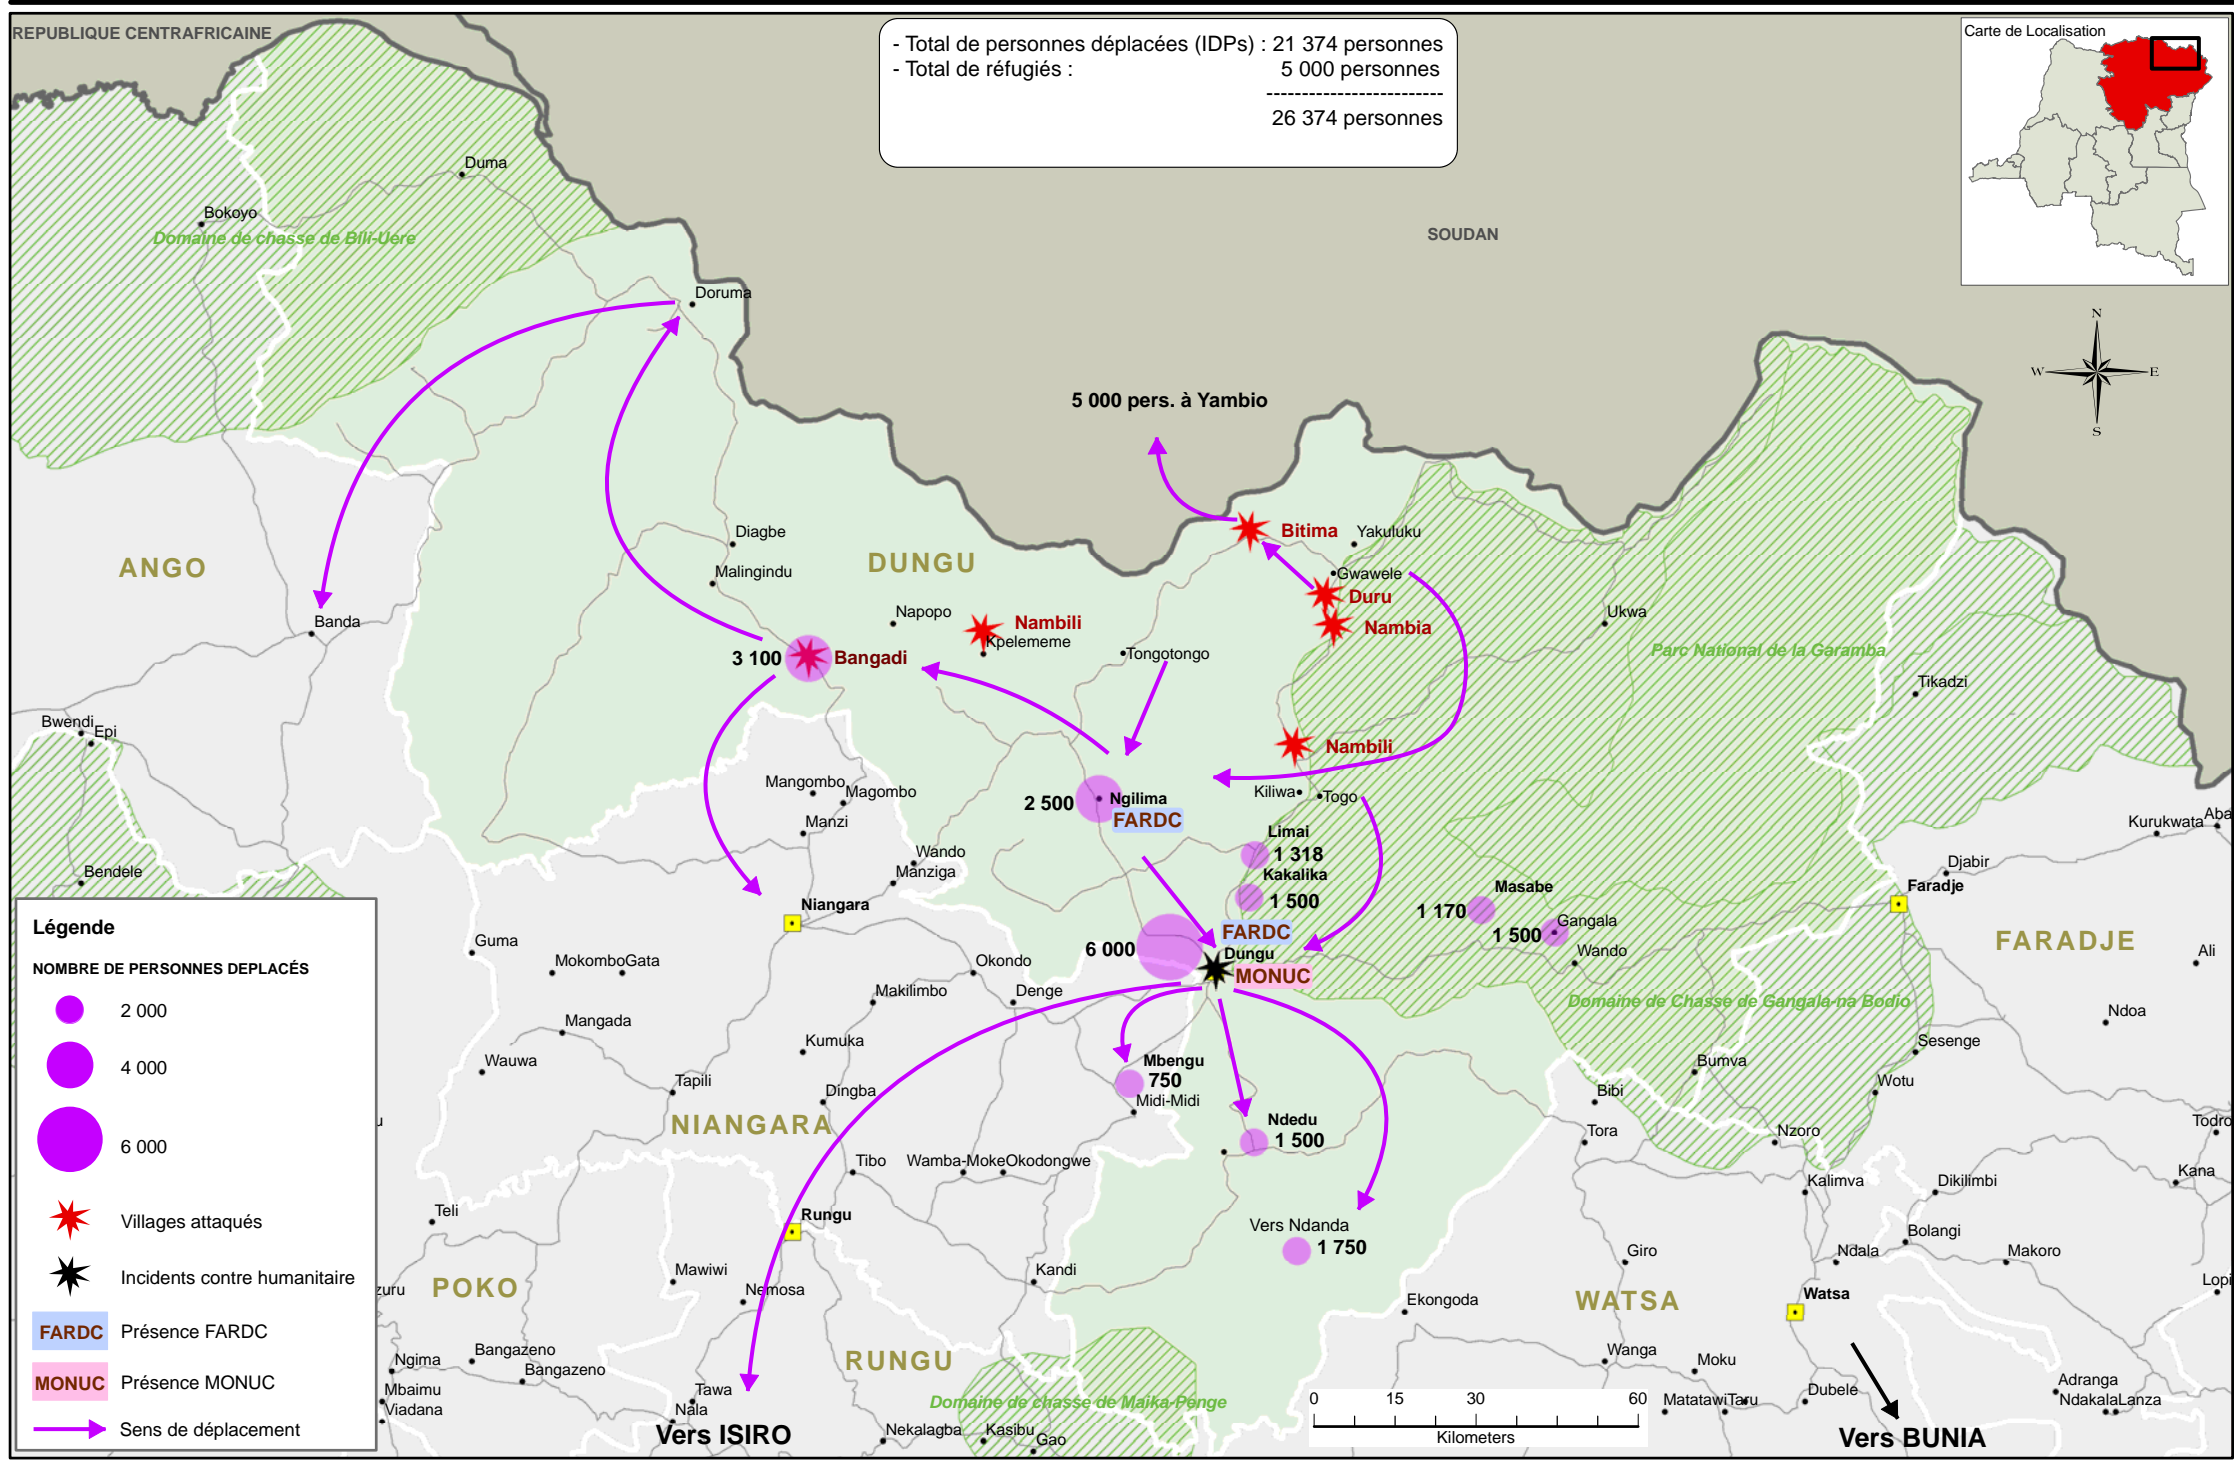 REPUBLIQUE CENTRAFRICAINE
- Total de personnes déplacées (IDPs) : 21 374 personnes
- Total de réfugiés : 5 000 personnes
-------------------------
26 374 personnes
Carte de Localisation
SOUDAN
N
W
E
S
Duma
Bokoyo
Domaine de chasse de Bili-Uere
Doruma
5 000 pers. à Yambio
ANGO
DUNGU
Diagbe
Malingindu
Bitima
Yakuluku
Gwawele
Duru
Nambia
Ukwa
Banda
Napopo
Nambili
Kpelememe
3 100
Bangadi
Tongotongo
Parc National de la Garamba
Tikadzi
Bwendi
Epi
Nambili
Mangombo
Magombo
Manzi
2 500
Ngilima
FARDC
Kiliwa
Togo
Limai
1 318
Kakalika
1 500
Kurukwata
Aba
Djabir
Faradje
Bendele
Wando
Manziga
Niangara
Masabe
1 170
Gangala
1 500
Wando
FARADJE
Ali
Guma
MokomboGata
Okondo
6 000
FARDC
Dungu
MONUC
Makilimbo
Denge
Domaine de Chasse de Gangala-na Bodio
Ndoa
Mangada
Wauwa
Kumuka
Mbengu
750
Midi-Midi
Sesenge
Bumva
Wotu
Bibi
Tapili
Dingba
NIANGARA
Ndedu
1 500
Tora
Nzoro
Todro
Tibo
Wamba-MokeOkodongwe
Kana
Kalimva
Dikilimbi
Teli
Rungu
Vers Ndanda
1 750
Bolangi
Giro
Ndala
Makoro
Mawiwi
Kandi
POKO
Nemosa
Ekongoda
WATSA
Watsa
Lopi
zuru
u
Bangazeno
Ngima
Bangazeno
RUNGU
Wanga
Moku
Mbaimu
Viadana
Tawa
Nala
Domaine de chasse de Maika-Penge
MatatawiTaru
Dubele
Adranga
NdakalaLanza
Vers ISIRO
Nekalagba
Kasibu
Gao
0 15 30 60
Kilometers
Vers BUNIA
Légende
NOMBRE DE PERSONNES DEPLACÉS
2 000
4 000
6 000
Villages attaqués
Incidents contre humanitaire
FARDC Présence FARDC
MONUC Présence MONUC
Sens de déplacement